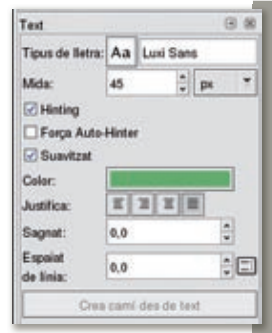 Text
Tipus de lletra: Aa Luxi Sans
Mida: 45 px
Hinting
Força Auto-Hinter
Suavitzat
Color:
Justifica:
Sagnat: 0,0
Espaiat
de línia: 0,0
Crea camí des de text